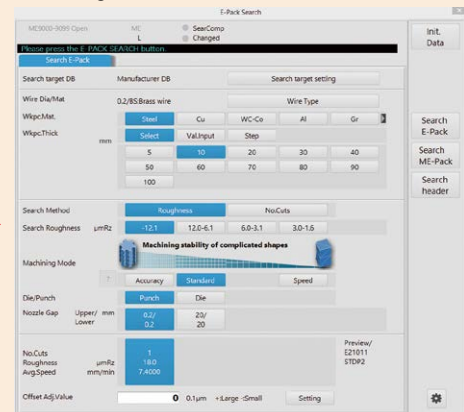 E-Pack Search
ME9000-9099 Open MC SearComp
L Changed
Init. Data
Please press the E-PACK SEARCH button.
Search E-Pack
Search target DB Manufacturer DB Search target setting
Wire Dia/Mat 0.2/BS:Brass wire Wire Type
Wkpc.Mat. Steel Cu WC-Co Al Gr
Search E-Pack
Wkpc.Thick mm Select Val.Input Step
5 10 20 30 40
Search ME-Pack
50 60 70 80 90
Search header
100
Search Method Roughness No.Cuts
Search Roughness μmRz -12.1 12.0-6.1 6.0-3.1 3.0-1.6
Machining stability of complicated shapes
Machining Mode
? Accuracy Standard Speed
Die/Punch Punch Die
Nozzle Gap Upper/ mm 0.2/ 20/
Lower 0.2 20
No.Cuts 1
Roughness μmRz 18.0
Avg.Speed mm/min 7.4000
Preview/
E21011
STDP2
Offset Adj.Value 0 0.1μm +:Large -:Small Setting